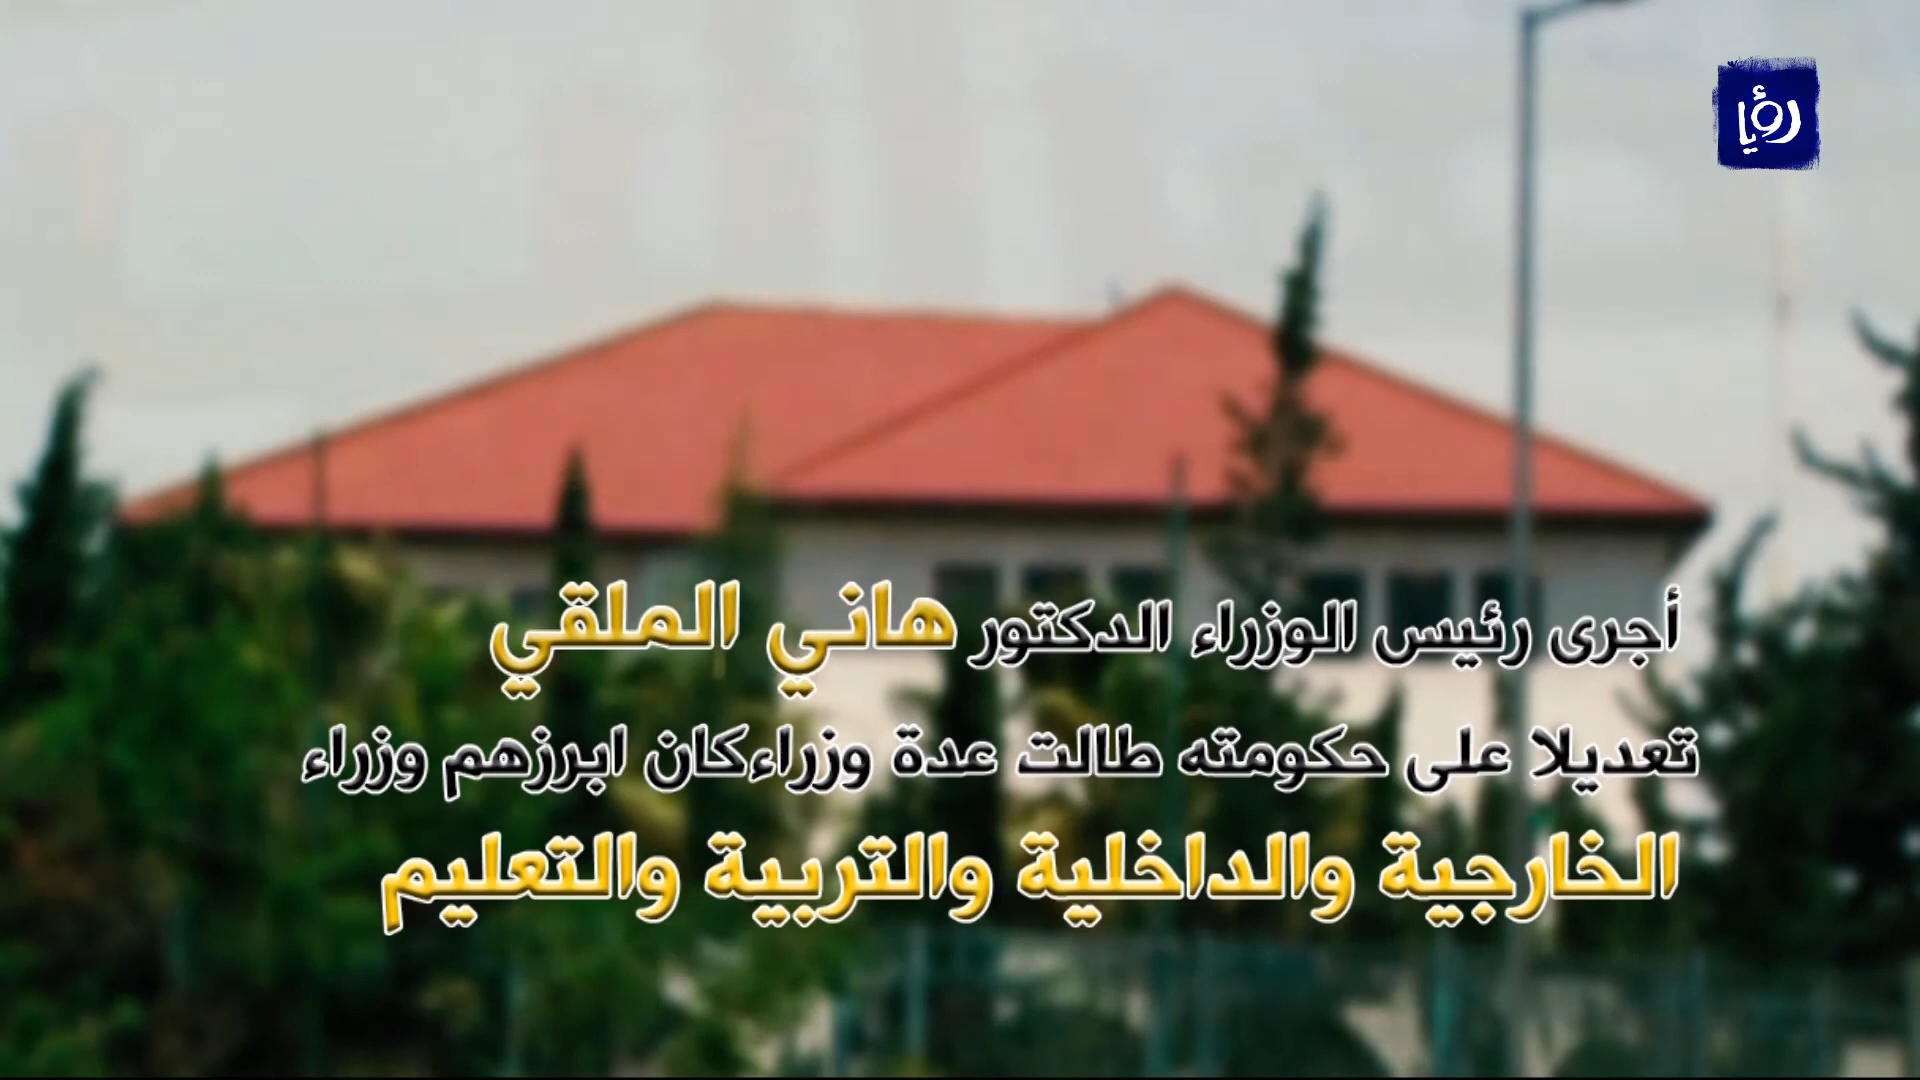 رؤيا
أجرى رئيس الوزراء الدكتور هاني الملقي
تعديلا على حكومته طالت عدة وزراءكان ابرزهم وزراء
الخارجية والداخلية والتربية والتعليم